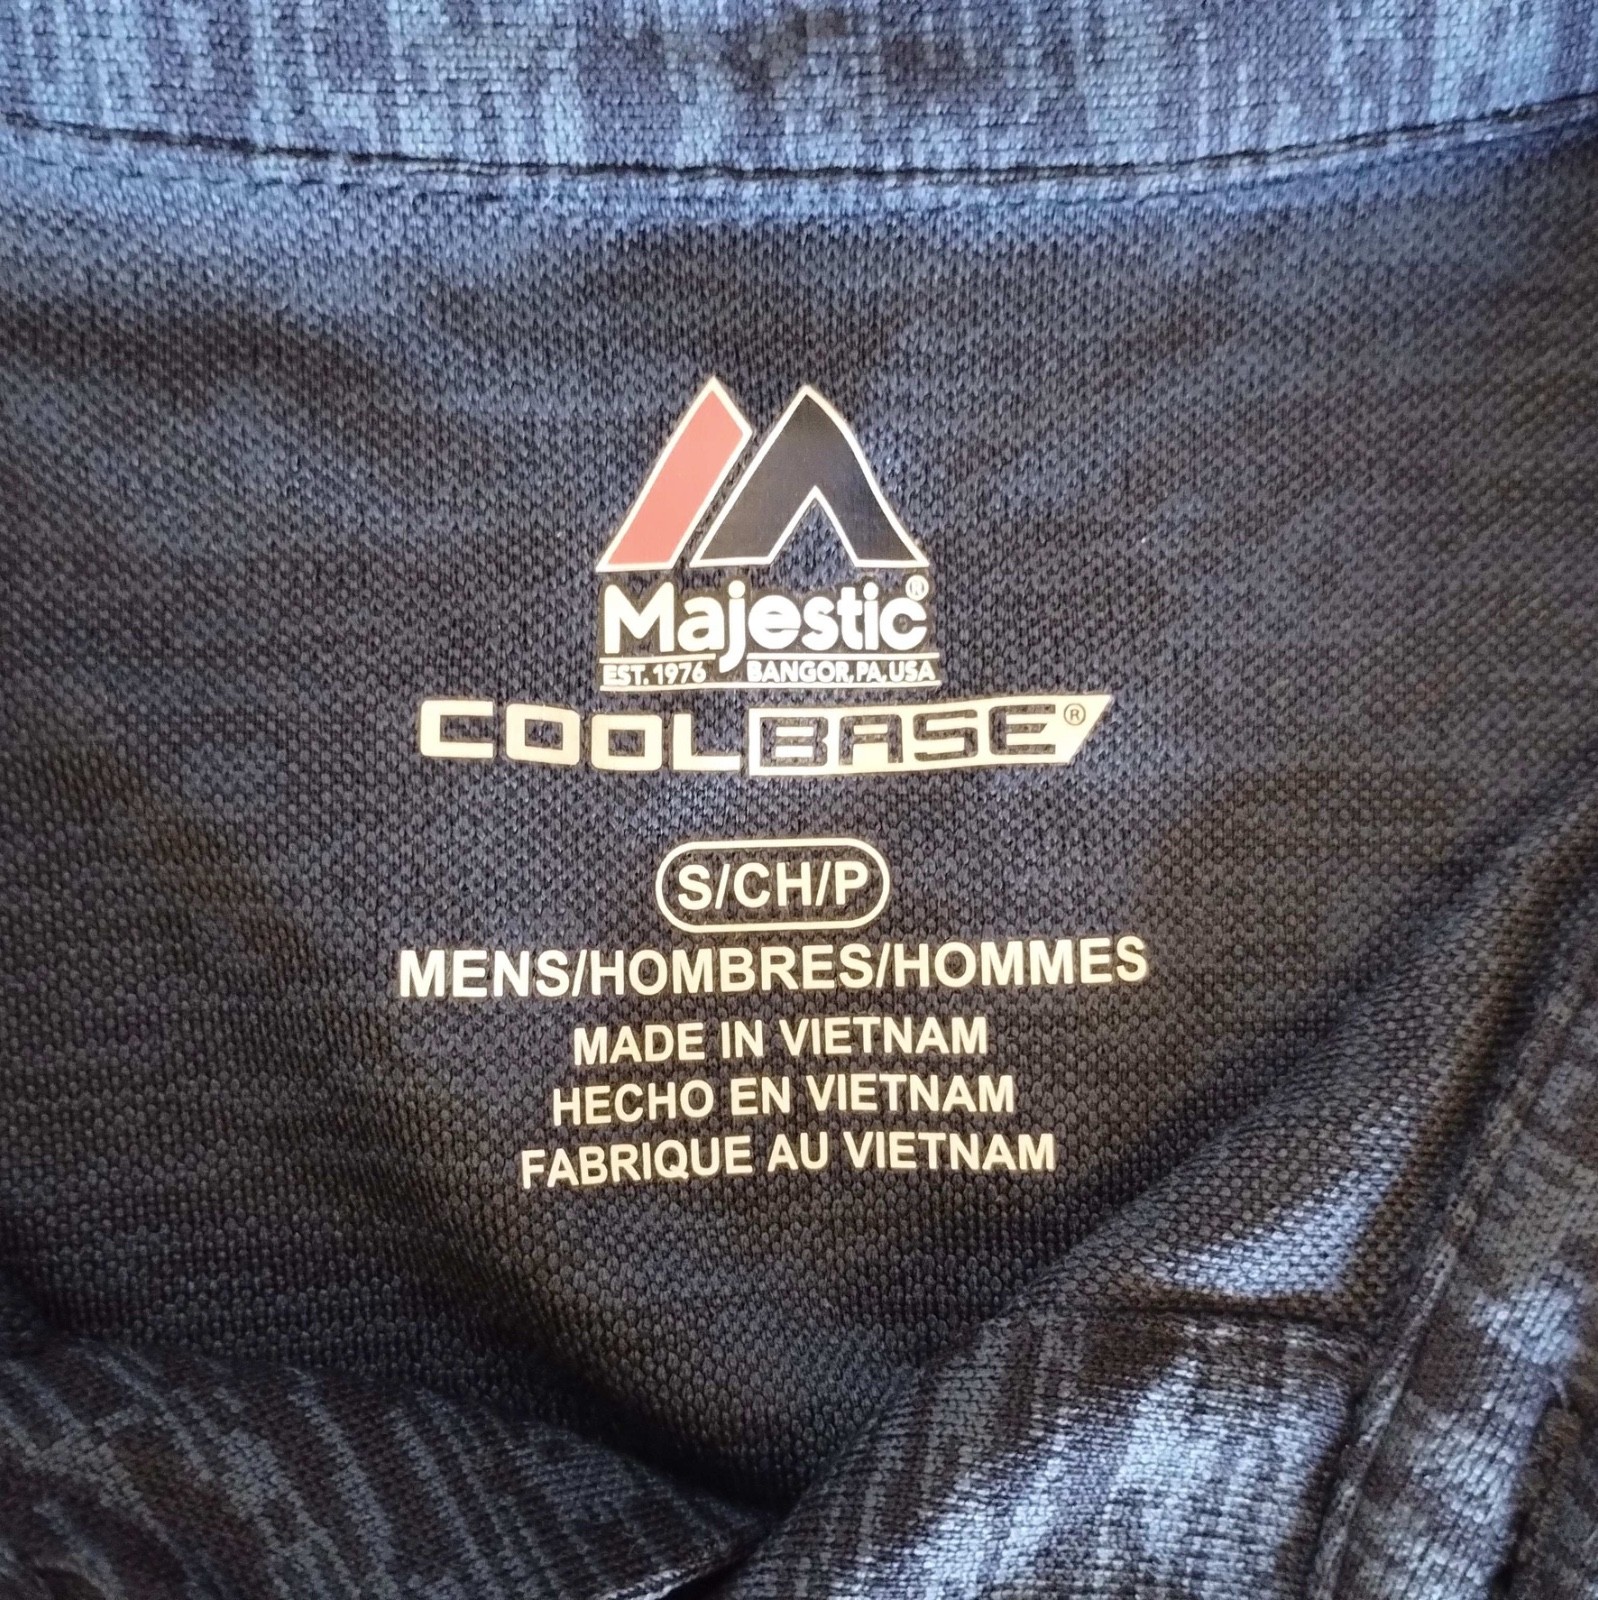 Majestic®
EST. 1976 BANGOR, PA, USA
COOLBASE®
S/CH/P
MENS/HOMBRES/HOMMES
MADE IN VIETNAM
HECHO EN VIETNAM
FABRIQUE AU VIETNAM